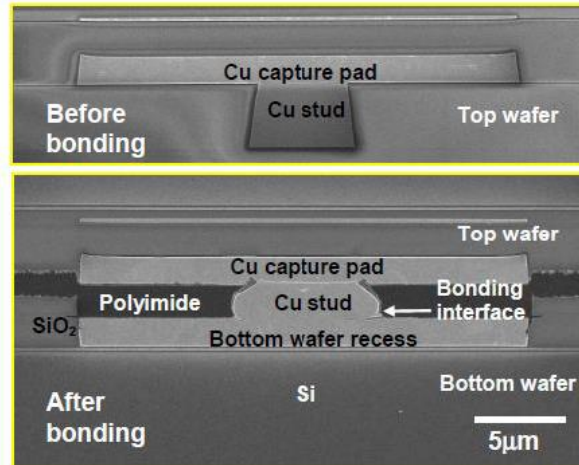 Cu capture pad
Cu stud
Before
bonding
Top wafer
Top wafer
Cu capture pad
Polyimide
Cu stud
Bonding
interface
SiO₂
Bottom wafer recess
Si
Bottom wafer
After
bonding
5μm